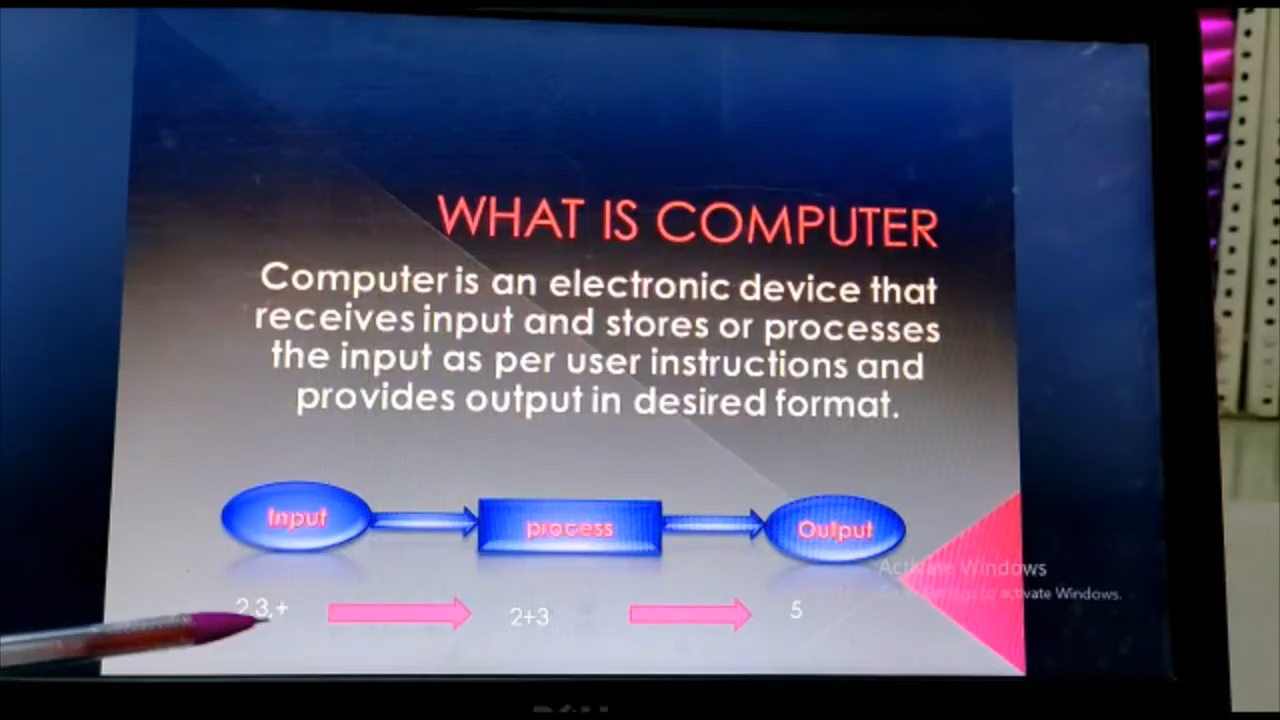 WHAT IS COMPUTER
Computer is an electronic device that
receives input and stores or processes
the input as per user instructions and
provides output in desired format.
Input
process
Output
2,3,+
2+3
5
Activate Windows
to activate Windows.